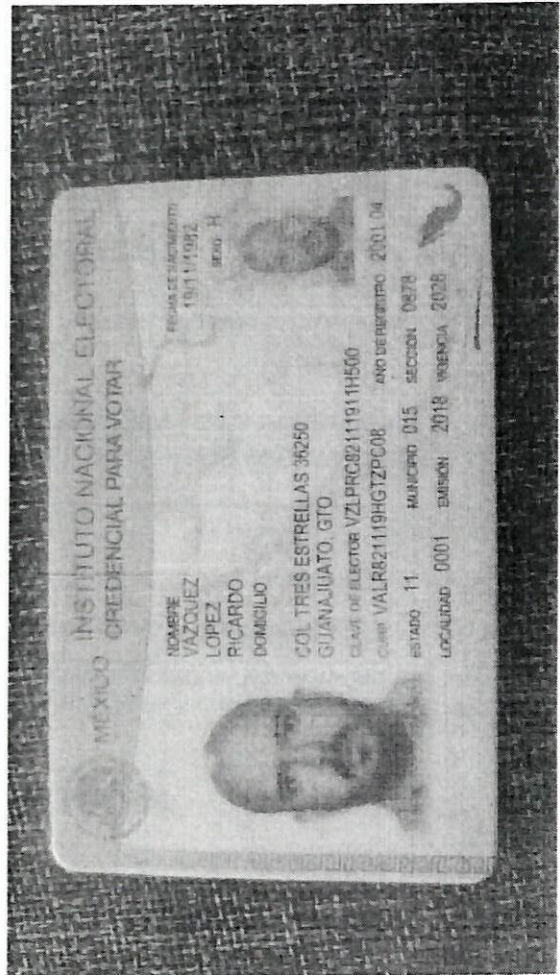 MÉXICO INSTITUTO NACIONAL ELECTORAL
CREDENCIAL PARA VOTAR
NOMBRE
VAZQUEZ
LOPEZ
RICARDO
DOMICILIO
COL TRES ESTRELLAS 36250
GUANAJUATO, GTO
FECHA DE NACIMIENTO
19/11/1982
SEXO H
CLAVE DE ELECTOR VZLPRC82111911H500
CURP VALR821119HGTZPC08 AÑO DE REGISTRO 2001 04
ESTADO 11 MUNICIPIO 015 SECCIÓN 0878
LOCALIDAD 0001 EMISIÓN 2018 VIGENCIA 2028